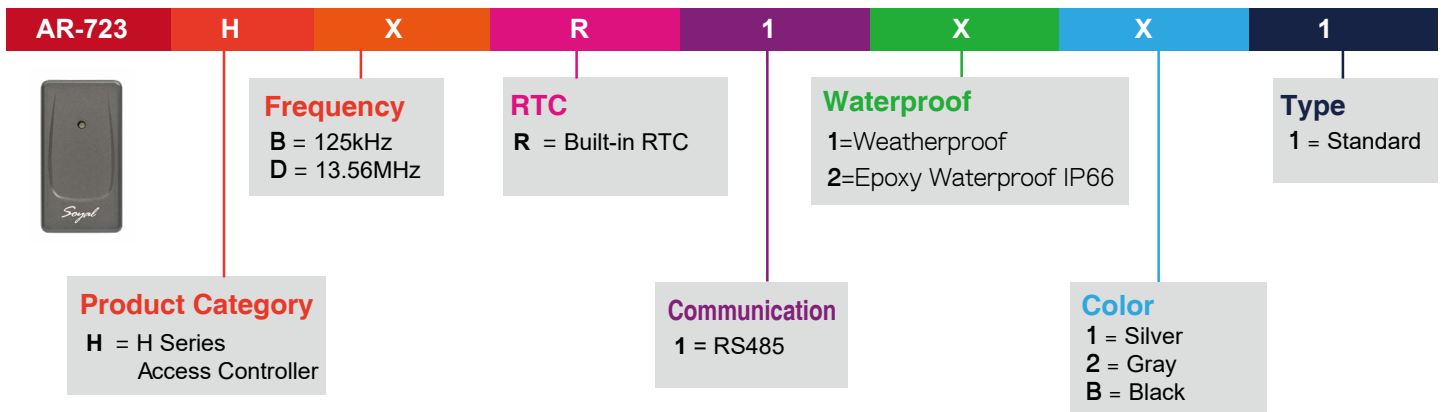 AR-723 H X R 1 X X 1
Soyal
Frequency
B = 125kHz
D = 13.56MHz
RTC
R = Built-in RTC
Waterproof
1=Weatherproof
2=Epoxy Waterproof IP66
Type
1 = Standard
Product Category
H = H Series
Access Controller
Communication
1 = RS485
Color
1 = Silver
2 = Gray
B = Black